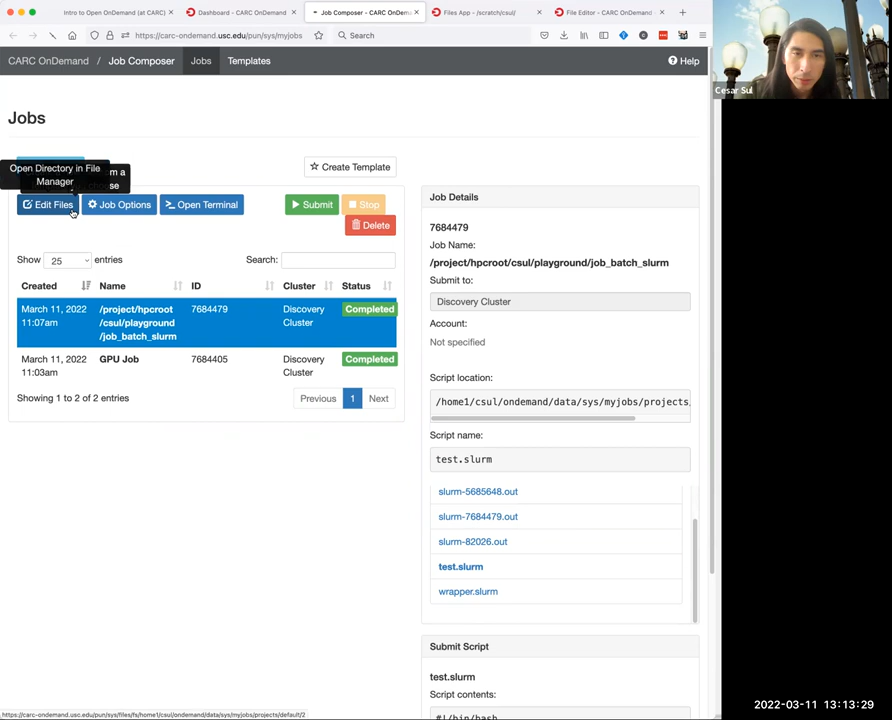 Intro to Open OnDemand (at CARC)
Dashboard - CARC OnDemand
Job Composer - CARC OnDem
Files App - /scratch/csul/
File Editor - CARC OnDemand
https://carc-ondemand.usc.edu/pun/sys/myjobs
Search
CARC OnDemand / Job Composer Jobs Templates Help
Cesar Sul
Jobs
Create Template
Open Directory in File
Manager
m a
se
Edit Files Job Options Open Terminal Submit Stop
Delete
Show 25 entries Search:
Created Name ID Cluster Status
March 11, 2022 11:07am /project/hpcroot/csul/playground/job_batch_slurm 7684479 Discovery Cluster Completed
March 11, 2022 11:03am GPU Job 7684405 Discovery Cluster Completed
Showing 1 to 2 of 2 entries Previous 1 Next
Job Details
7684479
Job Name:
/project/hpcroot/csul/playground/job_batch_slurm
Submit to:
Discovery Cluster
Account:
Not specified
Script location:
/home1/csul/ondemand/data/sys/myjobs/projects,
Script name:
test.slurm
slurm-5685648.out
slurm-7684479.out
slurm-82026.out
test.slurm
wrapper.slurm
Submit Script
test.slurm
Script contents:
#!/bin/bash
https://carc-ondemand.usc.edu/pun/sys/files/fs/home1/csul/ondemand/data/sys/myjobs/projects/default/2
2022-03-11 13:13:29